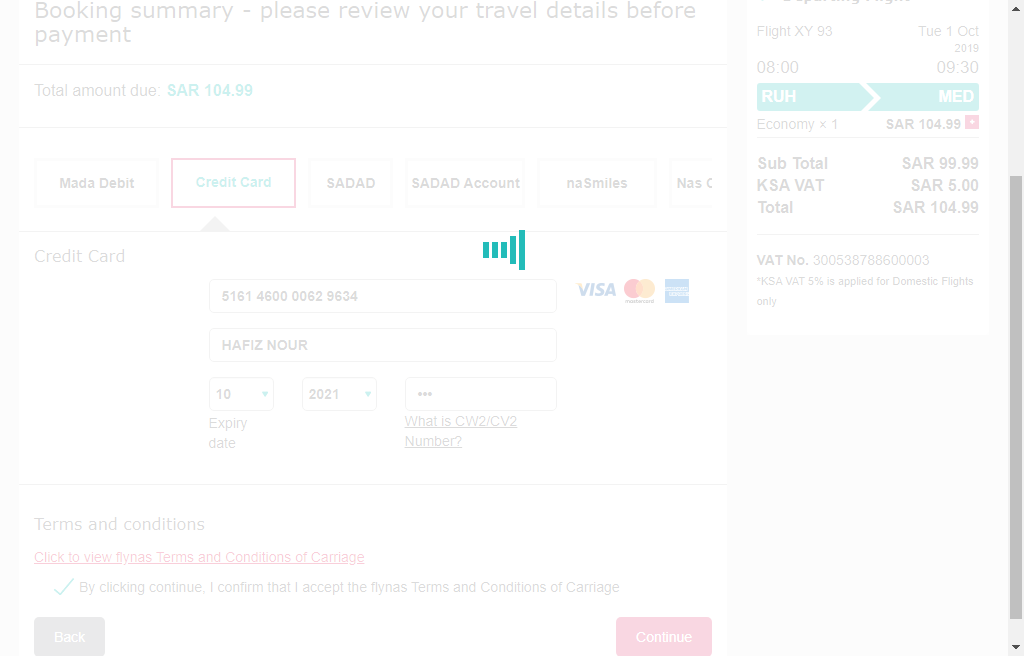 Booking summary - please review your travel details before
payment
Total amount due: SAR 104.99
Mada Debit
Credit Card
SADAD
SADAD Account
naSmiles
Nas
Credit Card
5161 4600 0062 9634
VISA
mastercard
HAFIZ NOUR
10
2021
•••
Expiry
date
What is CW2/CV2
Number?
Terms and conditions
Click to view flynas Terms and Conditions of Carriage
By clicking continue, I confirm that I accept the flynas Terms and Conditions of Carriage
Back
Continue
Departing Flight
Flight XY 93
Tue 1 Oct
2019
08:00
09:30
RUH
MED
Economy × 1
SAR 104.99 +
Sub Total SAR 99.99
KSA VAT SAR 5.00
Total SAR 104.99
VAT No. 300538788600003
*KSA VAT 5% is applied for Domestic Flights
only